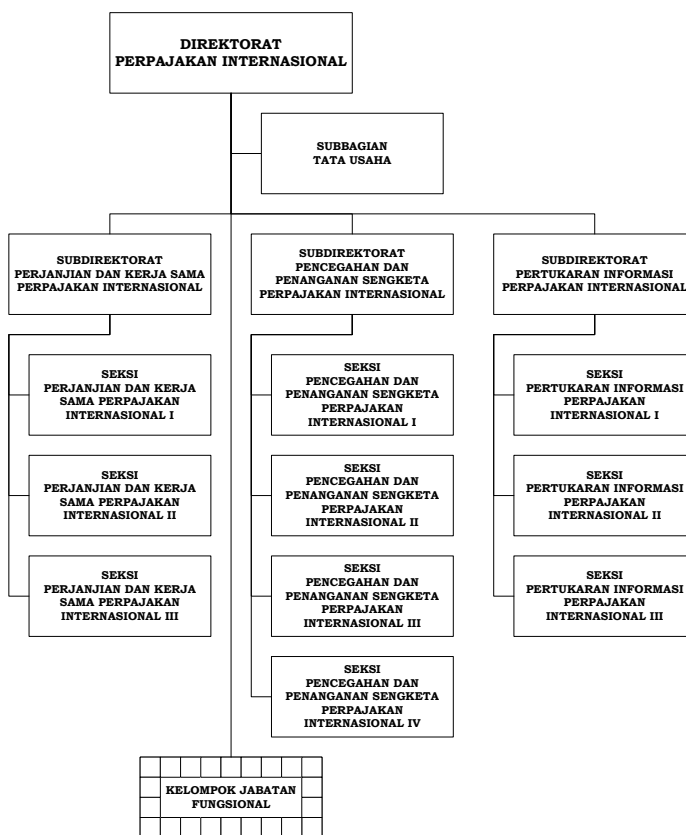 DIREKTORAT
PERPAJAKAN INTERNASIONAL
SUBBAGIAN
TATA USAHA
SUBDIREKTORAT
PERJANJIAN DAN KERJA SAMA
PERPAJAKAN INTERNASIONAL
SUBDIREKTORAT
PENCEGAHAN DAN
PENANGANAN SENGKETA
PERPAJAKAN INTERNASIONAL
SUBDIREKTORAT
PERTUKARAN INFORMASI
PERPAJAKAN INTERNASIONAL
SEKSI
PERJANJIAN DAN KERJA
SAMA PERPAJAKAN
INTERNASIONAL I
SEKSI
PENCEGAHAN DAN
PENANGANAN SENGKETA
PERPAJAKAN
INTERNASIONAL I
SEKSI
PERTUKARAN INFORMASI
PERPAJAKAN
INTERNASIONAL I
SEKSI
PERJANJIAN DAN KERJA
SAMA PERPAJAKAN
INTERNASIONAL II
SEKSI
PENCEGAHAN DAN
PENANGANAN SENGKETA
PERPAJAKAN
INTERNASIONAL II
SEKSI
PERTUKARAN INFORMASI
PERPAJAKAN
INTERNASIONAL II
SEKSI
PERJANJIAN DAN KERJA
SAMA PERPAJAKAN
INTERNASIONAL III
SEKSI
PENCEGAHAN DAN
PENANGANAN SENGKETA
PERPAJAKAN
INTERNASIONAL III
SEKSI
PERTUKARAN INFORMASI
PERPAJAKAN
INTERNASIONAL III
SEKSI
PENCEGAHAN DAN
PENANGANAN SENGKETA
PERPAJAKAN
INTERNASIONAL IV
KELOMPOK JABATAN
FUNGSIONAL